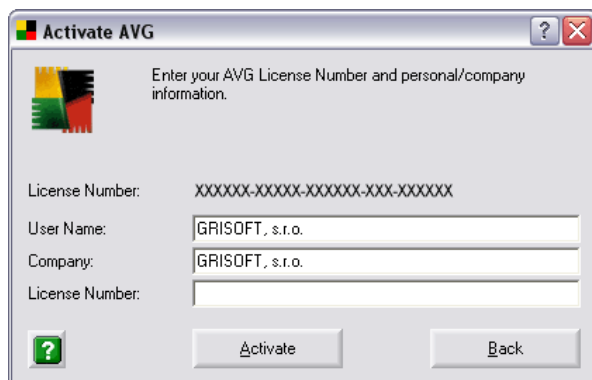 Activate AVG
Enter your AVG License Number and personal/company
information.
License Number: XXXXXX-XXXXX-XXXXXX-XXX-XXXXXX
User Name: GRISOFT, s.r.o.
Company: GRISOFT, s.r.o.
License Number:
? Activate Back